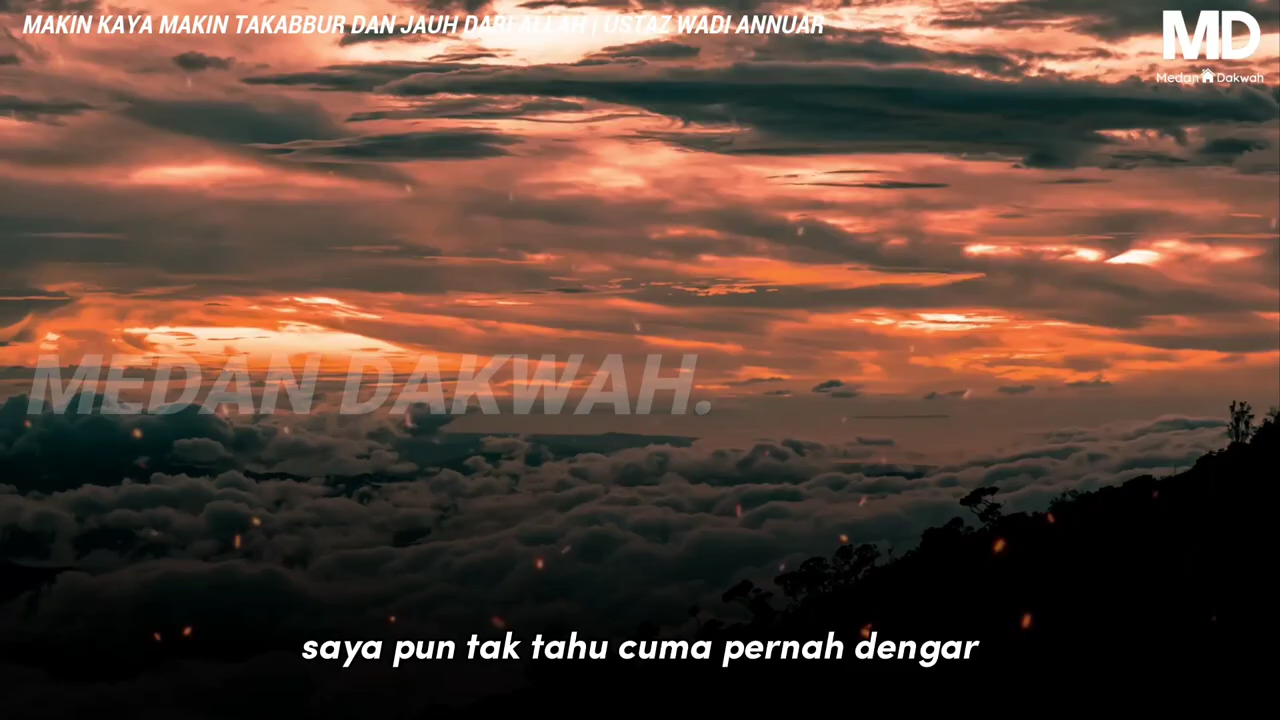 MAKIN KAYA MAKIN TAKABBUR DAN JAUH DARI ALLAH | USTAZ WADI ANNUAR
MD
Medan Dakwah
MEDAN DAKWAH.
saya pun tak tahu cuma pernah dengar